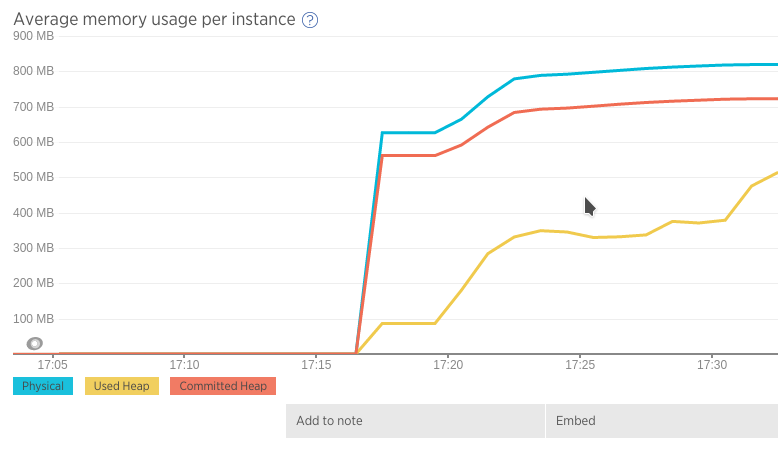 Average memory usage per instance ?
900 MB
800 MB
700 MB
600 MB
500 MB
400 MB
300 MB
200 MB
100 MB
17:05 17:10 17:15 17:20 17:25 17:30
Physical Used Heap Committed Heap
Add to note Embed